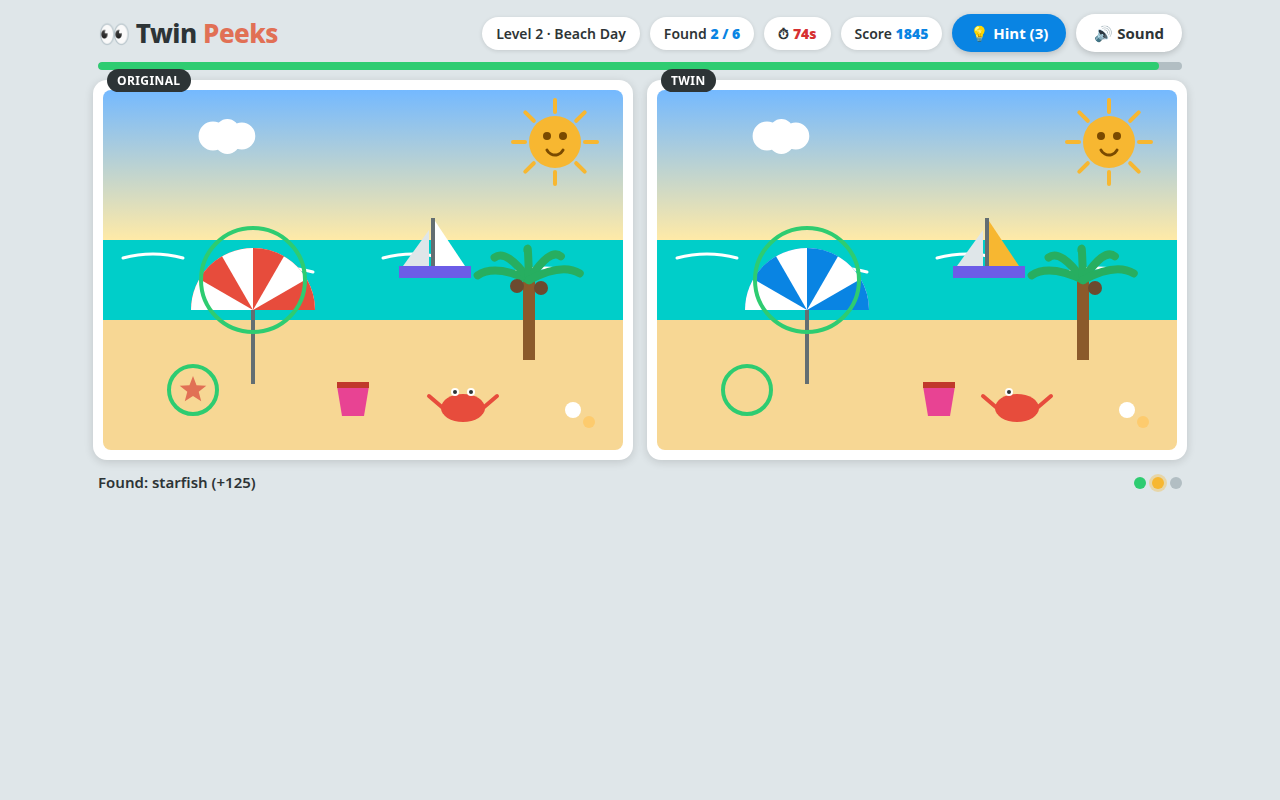 👀 Twin Peeks
Level 2 · Beach Day
Found 2 / 6
⏱ 74s
Score 1845
💡 Hint (3)
🔊 Sound
ORIGINAL
TWIN
Found: starfish (+125)